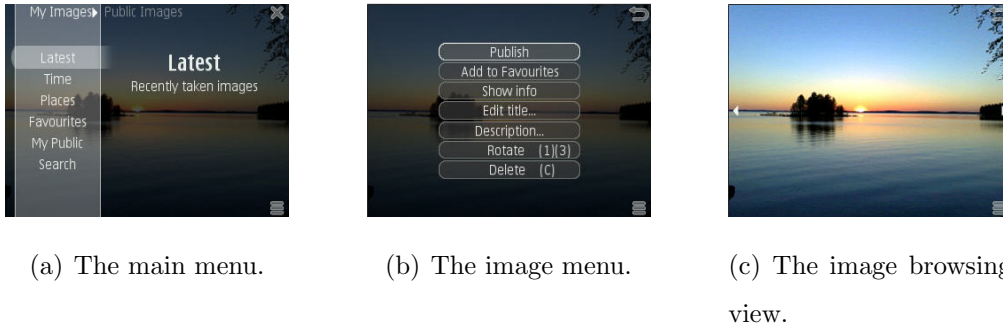 My Images Public Images
Latest
Time
Places
Favourites
My Public
Search
Latest
Recently taken images
Publish
Add to Favourites
Show info
Edit title...
Description...
Rotate (1)(3)
Delete (C)
(a) The main menu.
(b) The image menu.
(c) The image browsing
view.